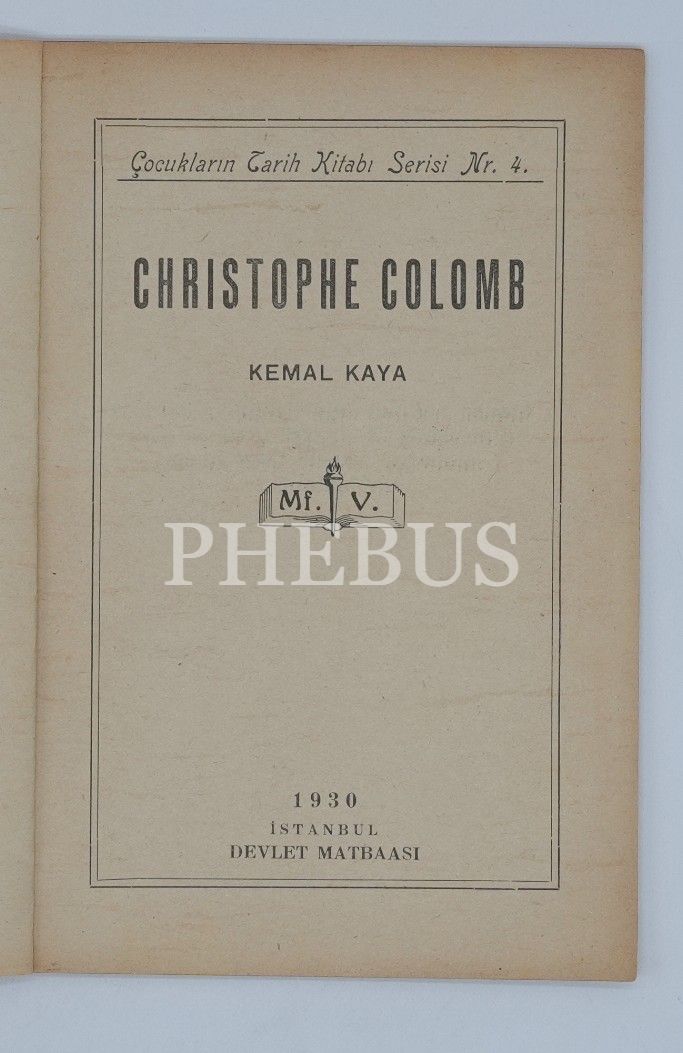 Çocukların Tarih Kitabı Serisi Nr. 4.
CHRISTOPHE COLOMB
KEMAL KAYA
Mf. V.
PHEBUS
1930
İSTANBUL
DEVLET MATBAASI